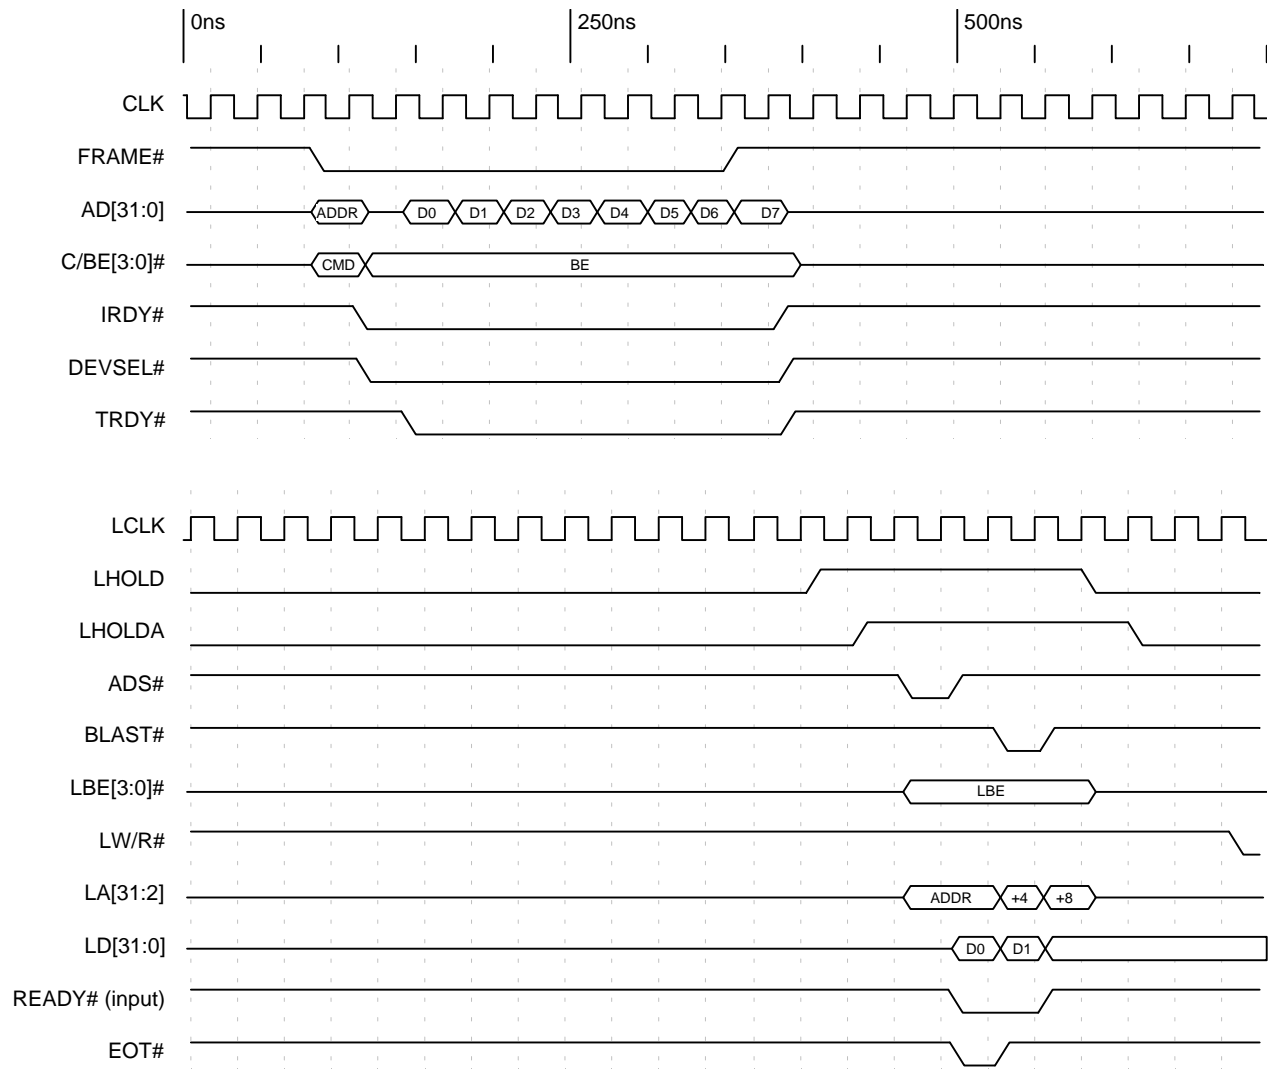 0ns 250ns 500ns
CLK
FRAME#
AD[31:0] ADDR D0 D1 D2 D3 D4 D5 D6 D7
C/BE[3:0]# CMD BE
IRDY#
DEVSEL#
TRDY#
LCLK
LHOLD
LHOLDA
ADS#
BLAST#
LBE[3:0]# LBE
LW/R#
LA[31:2] ADDR +4 +8
LD[31:0] D0 D1
READY# (input)
EOT#